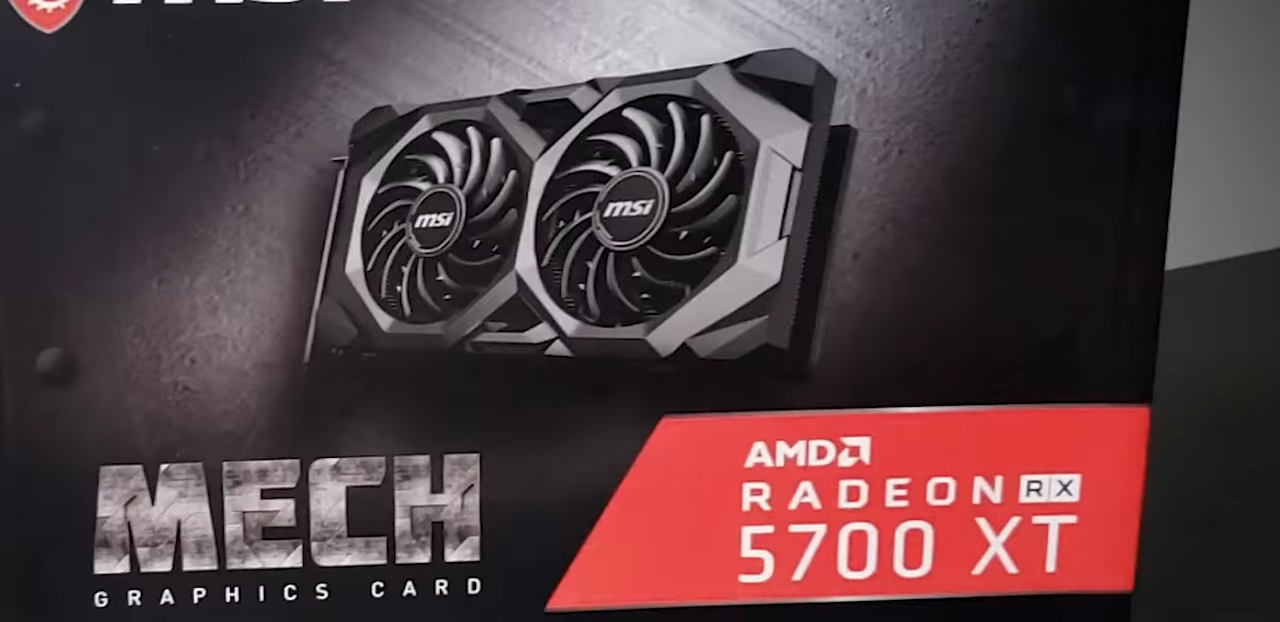 msi
msi
MECH
GRAPHICS CARD
AMD
RADEON RX
5700 XT